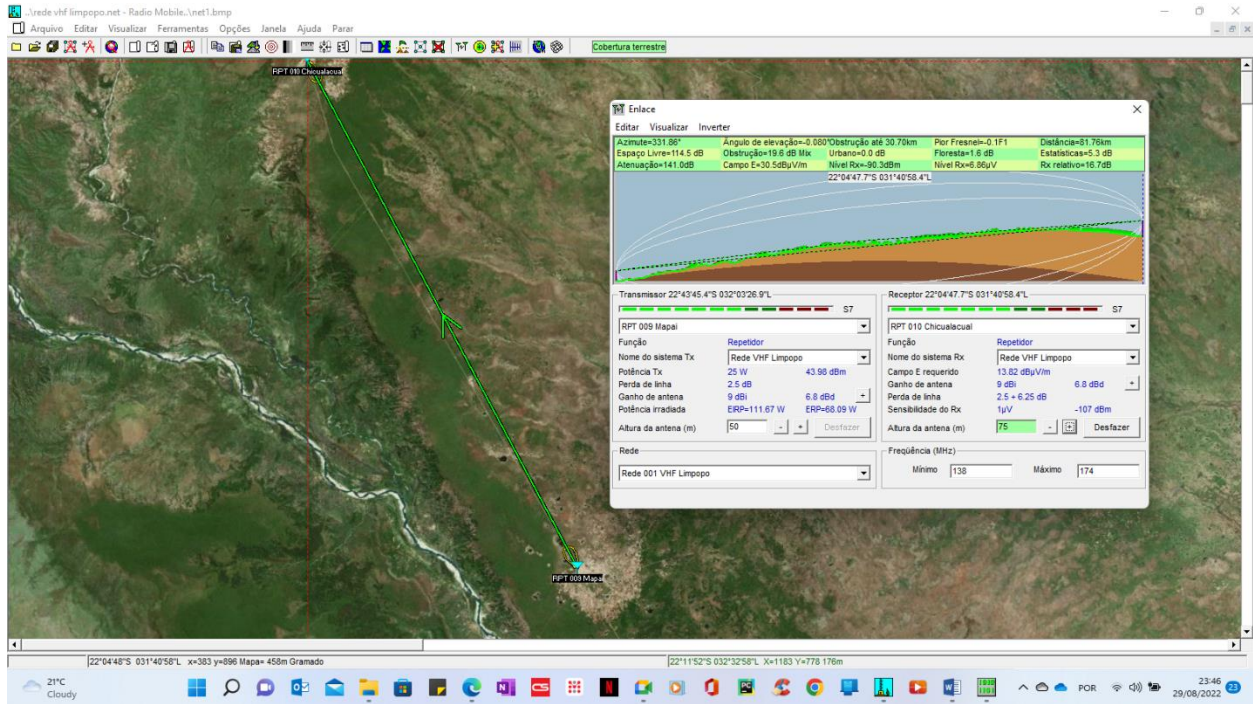 ..\rede vhf limpopo.net - Radio Mobile..\net1.bmp
Arquivo Editar Visualizar Ferramentas Opções Janela Ajuda Parar
Cobertura terrestre
RPT 010 Chicualacual
Enlace
Editar Visualizar Inverter
Azimute=331.86° Ângulo de elevação=-0.080° Obstrução até 30.70km Pior Fresnel=-0.1F1 Distância=81.76km
Espaço Livre=114.5 dB Obstrução=19.6 dB Mix Urbano=0.0 dB Floresta=1.6 dB Estatísticas=5.3 dB
Atenuação=141.0dB Campo E=30.5dBµV/m Nível Rx=-90.3dBm Nível Rx=6.86µV Rx relativo=16.7dB
22°04'47.7"S 031°40'58.4"L
Transmissor 22°43'45.4"S 032°03'26.9"L
S7
RPT 009 Mapai
Função Repetidor
Nome do sistema Tx Rede VHF Limpopo
Potência Tx 25 W 43.98 dBm
Perda de linha 2.5 dB
Ganho de antena 9 dBi 6.8 dBd +
Potência irradiada EIRP=111.67 W ERP=68.09 W
Altura da antena (m) 50 - + Desfazer
Rede
Rede 001 VHF Limpopo
Receptor 22°04'47.7"S 031°40'58.4"L
S7
RPT 010 Chicualacual
Função Repetidor
Nome do sistema Rx Rede VHF Limpopo
Campo E requerido 13.82 dBµV/m
Ganho de antena 9 dBi 6.8 dBd +
Perda de linha 2.5 + 6.25 dB
Sensibilidade do Rx 1µV -107 dBm
Altura da antena (m) 75 - + Desfazer
Freqüência (MHz)
Mínimo 138 Máximo 174
RPT 009 Mapai
22°04'48"S 031°40'58"L x=383 y=896 Mapa= 458m Gramado
22°11'52"S 032°32'58"L X=1183 Y=778 176m
21°C
Cloudy
POR
23:46
29/08/2022
23